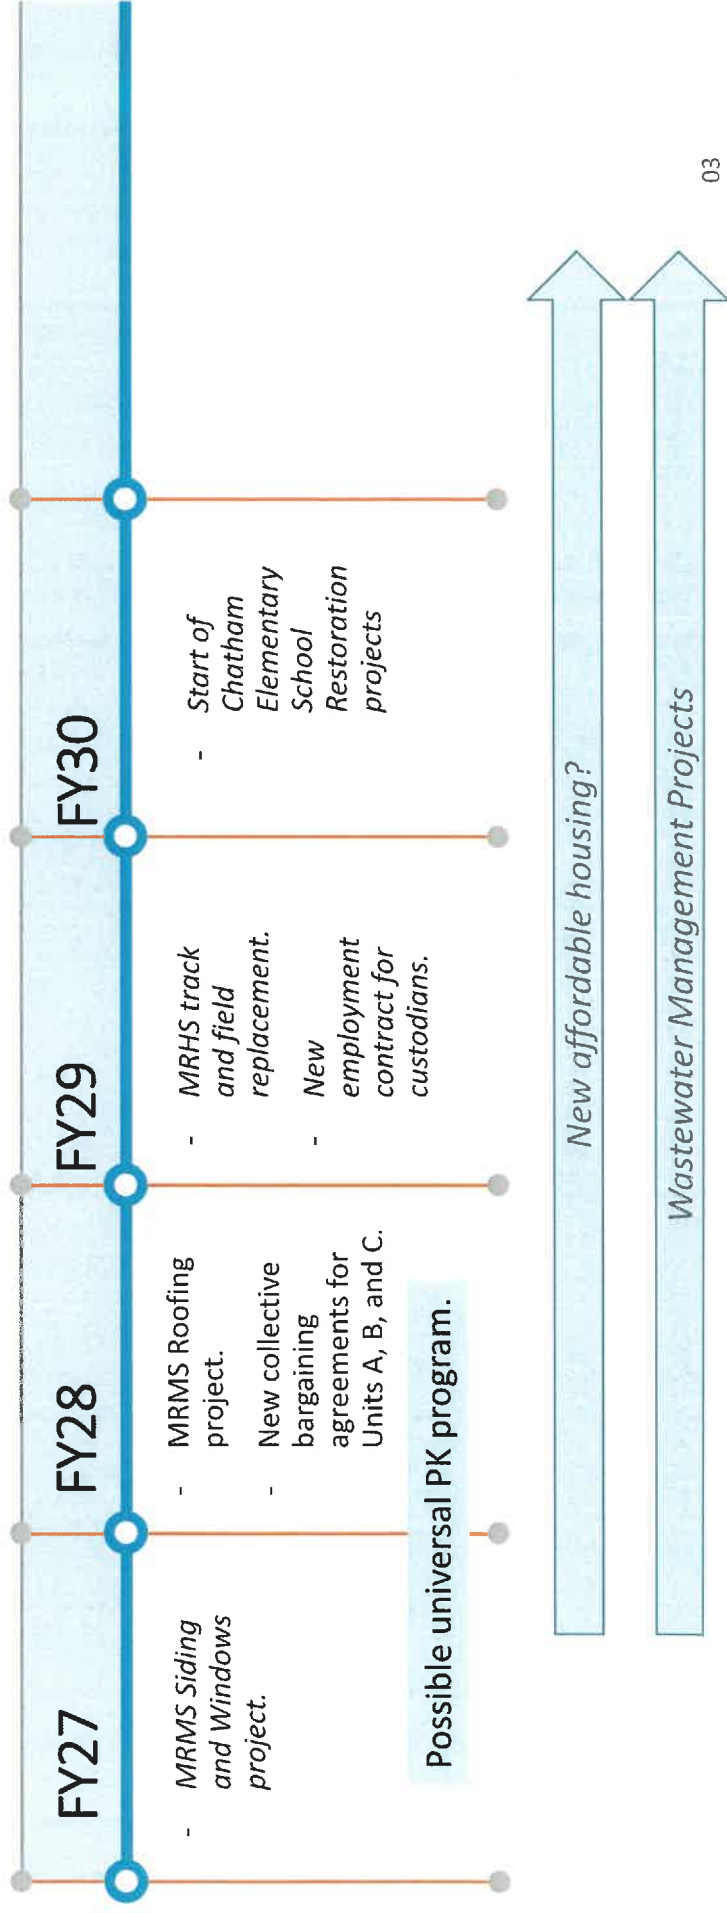 FY27
- MRMS Siding
and Windows
project.
FY28
- MRMS Roofing
project.
- New collective
bargaining
agreements for
Units A, B, and C.
Possible universal PK program.
FY29
- MRHS track
and field
replacement.
- New
employment
contract for
custodians.
FY30
- Start of
Chatham
Elementary
School
Restoration
projects
New affordable housing?
Wastewater Management Projects
03